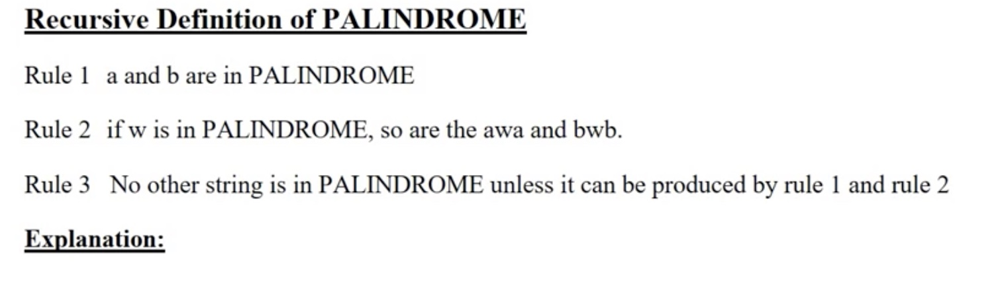 Recursive Definition of PALINDROME
Rule 1 a and b are in PALINDROME
Rule 2 if w is in PALINDROME, so are the awa and bwb.
Rule 3 No other string is in PALINDROME unless it can be produced by rule 1 and rule 2
Explanation: